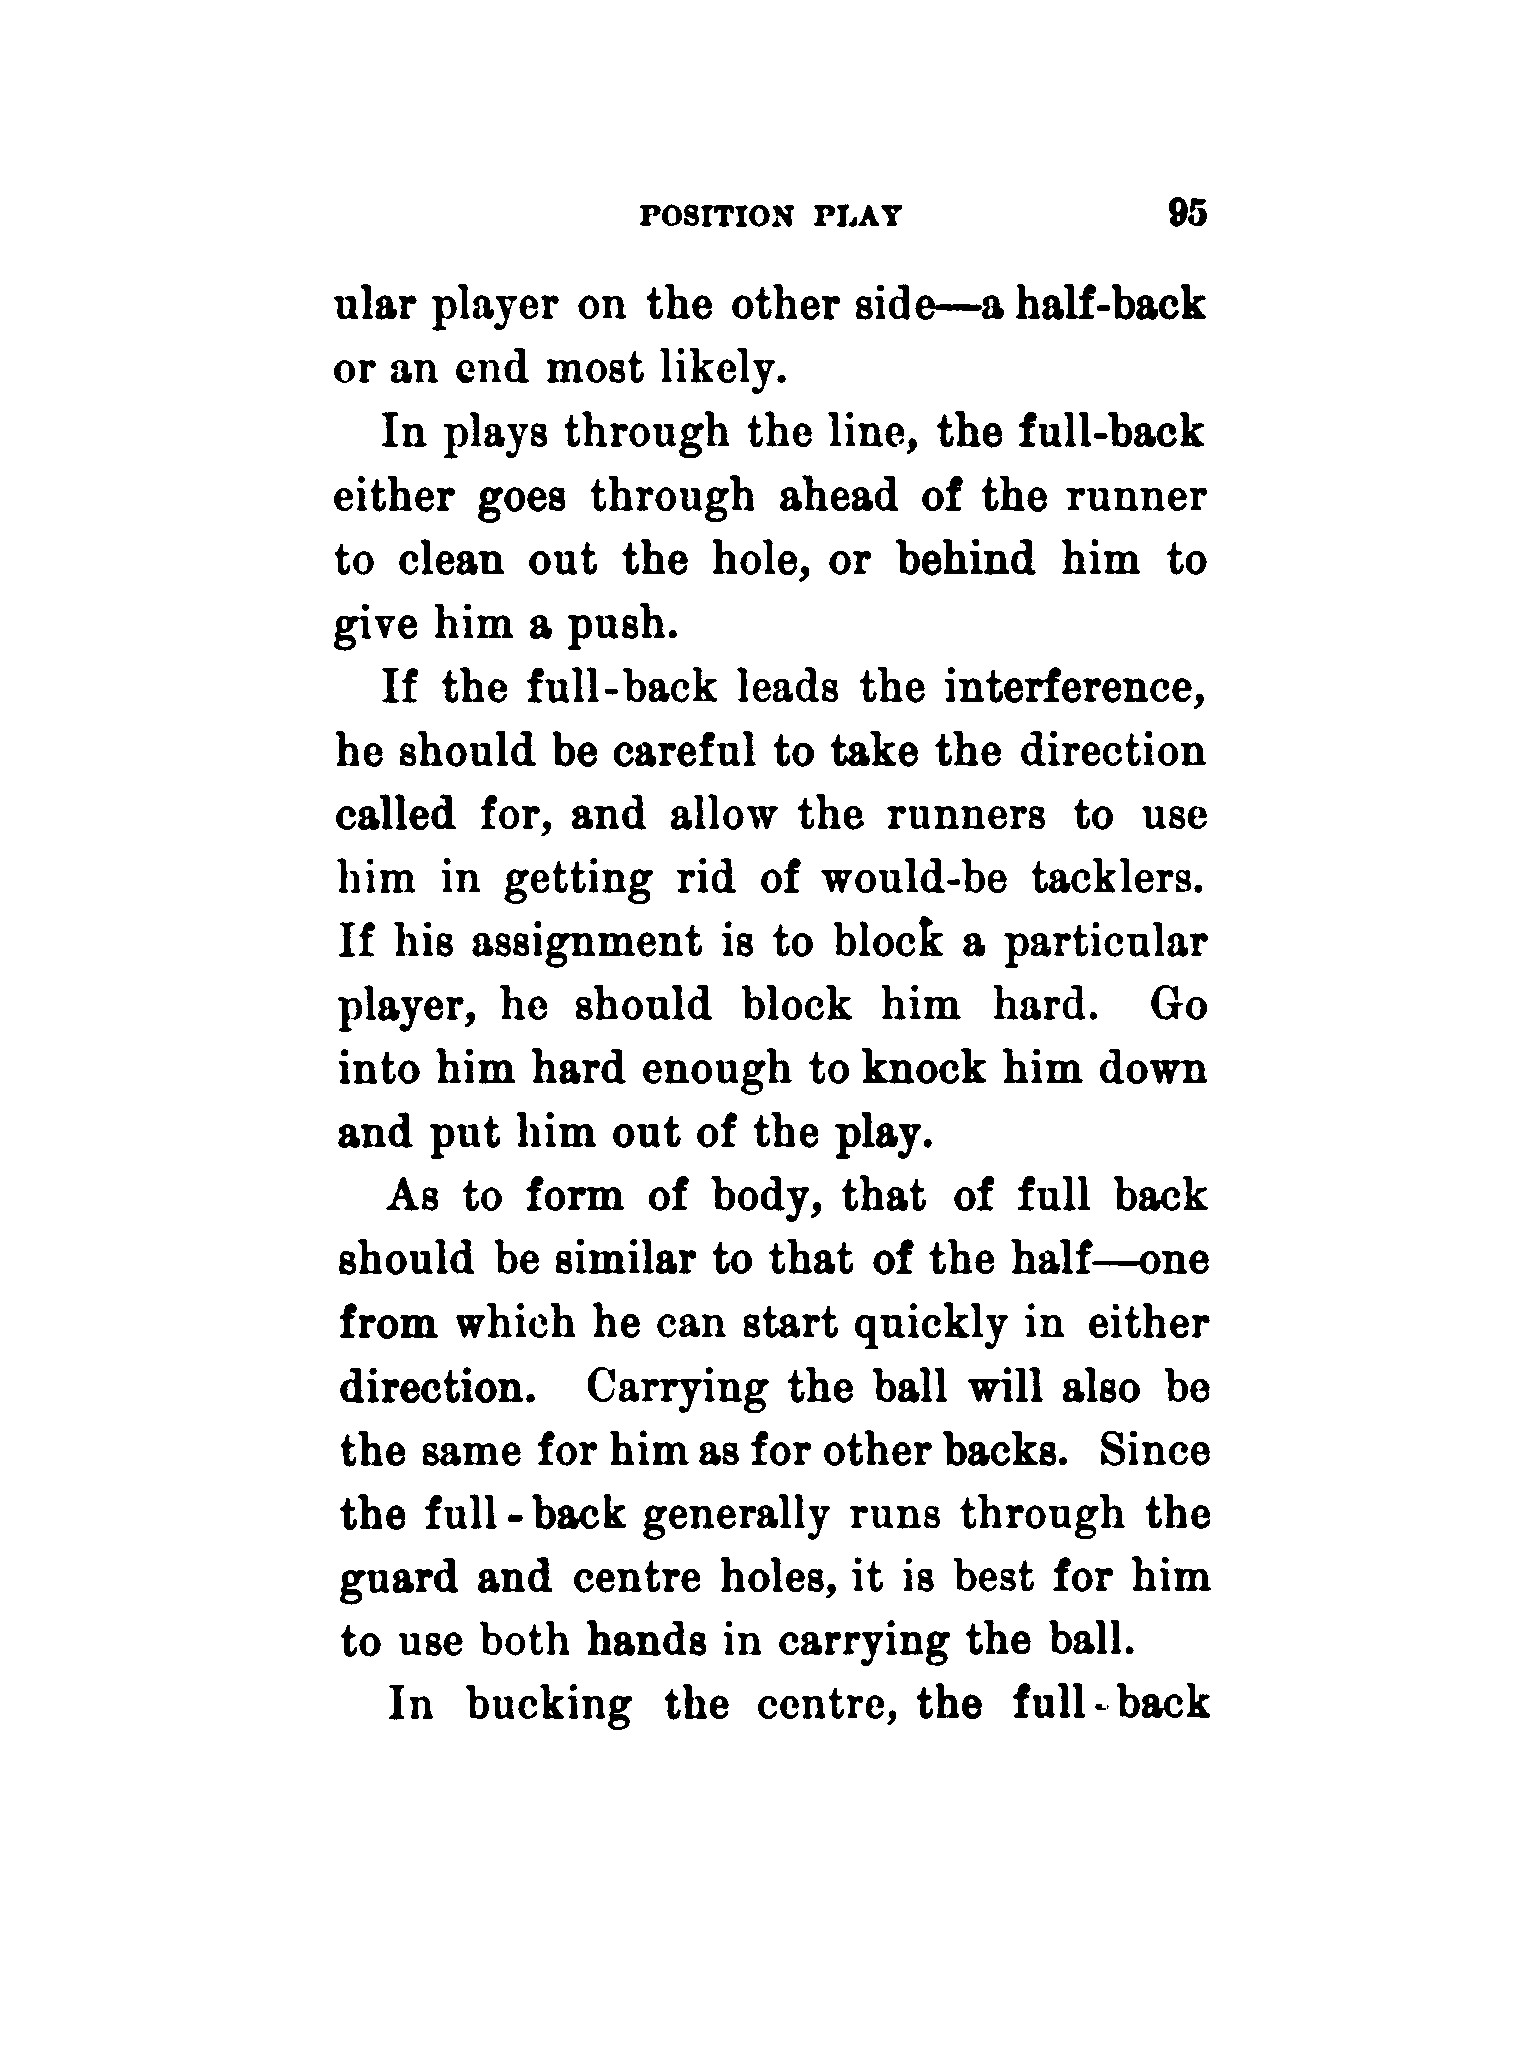 POSITION PLAY 95
ular player on the other side—a half-back
or an end most likely.
In plays through the line, the full-back
either goes through ahead of the runner
to clean out the hole, or behind him to
give him a push.
If the full-back leads the interference,
he should be careful to take the direction
called for, and allow the runners to use
him in getting rid of would-be tacklers.
If his assignment is to block a particular
player, he should block him hard. Go
into him hard enough to knock him down
and put him out of the play.
As to form of body, that of full back
should be similar to that of the half—one
from which he can start quickly in either
direction. Carrying the ball will also be
the same for him as for other backs. Since
the full-back generally runs through the
guard and centre holes, it is best for him
to use both hands in carrying the ball.
In bucking the centre, the full-back